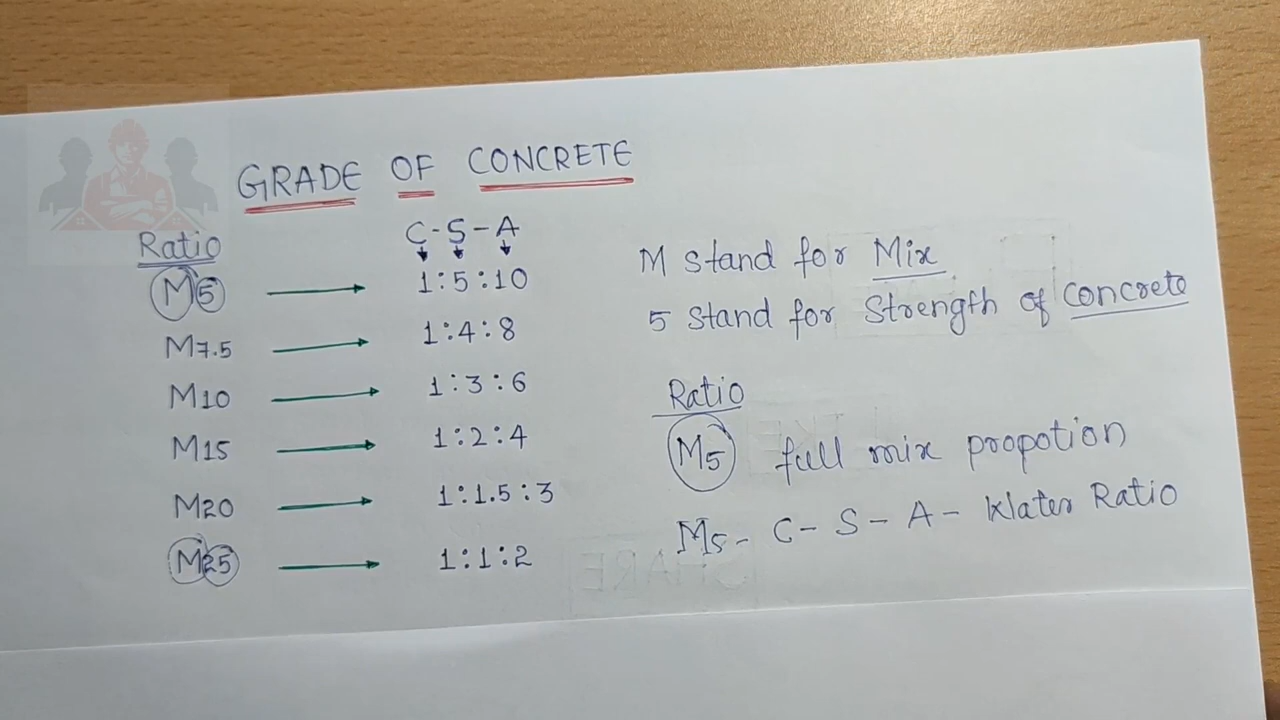 GRADE OF CONCRETE
Ratio
C-S-A
M5 → 1:5:10
M7.5 → 1:4:8
M10 → 1:3:6
M15 → 1:2:4
M20 → 1:1.5:3
M25 → 1:1:2
M stand for Mix
5 stand for Strength of concrete
Ratio
M5 full mix propotion
M5- C- S- A- Water Ratio
SHARE